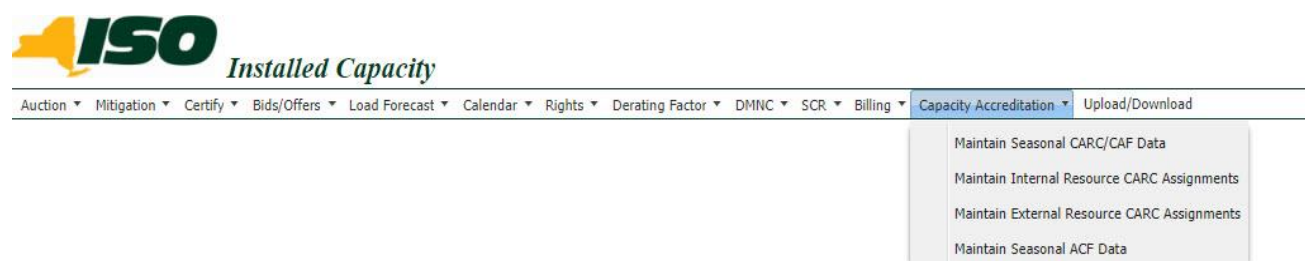 ISO
Installed Capacity
Auction Mitigation Certify Bids/Offers Load Forecast Calendar Rights Derating Factor DMNC SCR Billing Capacity Accreditation Upload/Download
Maintain Seasonal CARC/CAF Data
Maintain Internal Resource CARC Assignments
Maintain External Resource CARC Assignments
Maintain Seasonal ACF Data